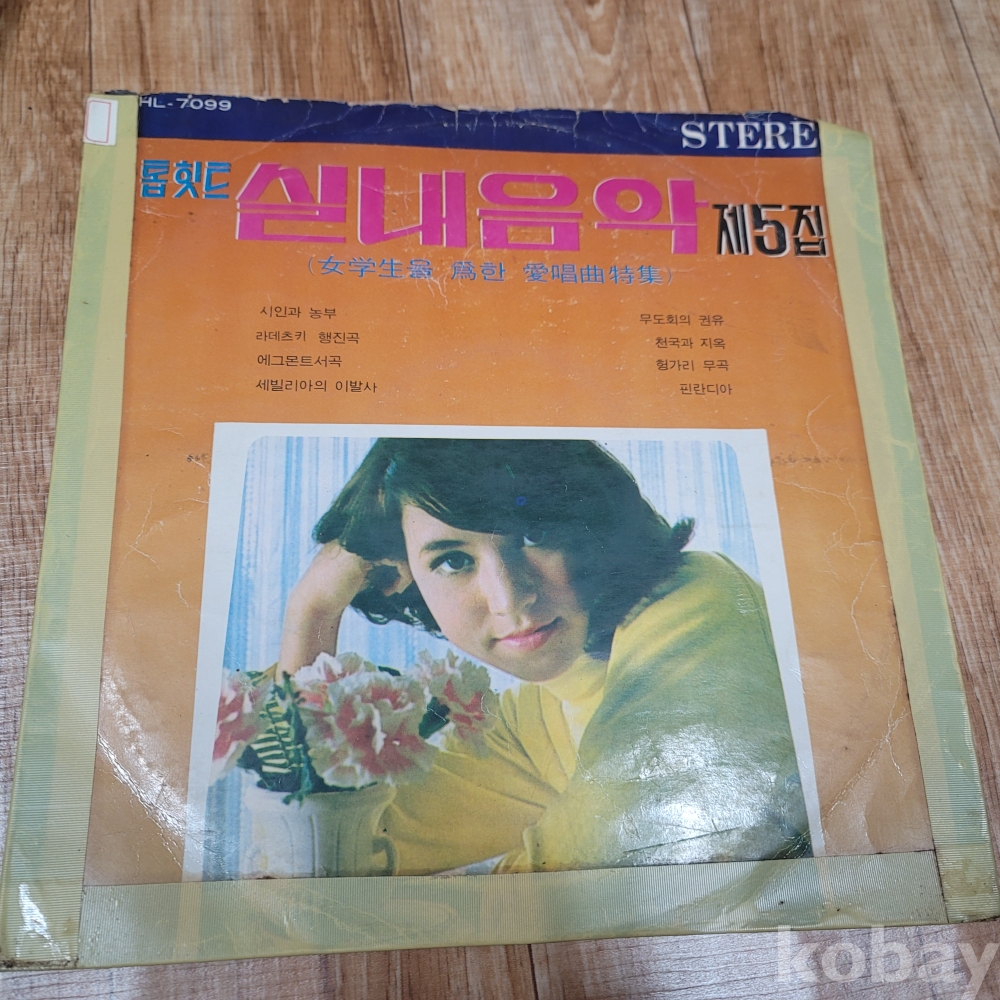 HL-7099
STERE
톱힛트 실내음악 제5집
(女学生을 爲한 愛唱曲特集)
시인과 농부
라데츠키 행진곡
에그몬트서곡
세빌리아의 이발사
무도회의 권유
천국과 지옥
헝가리 무곡
핀란디아
kobay